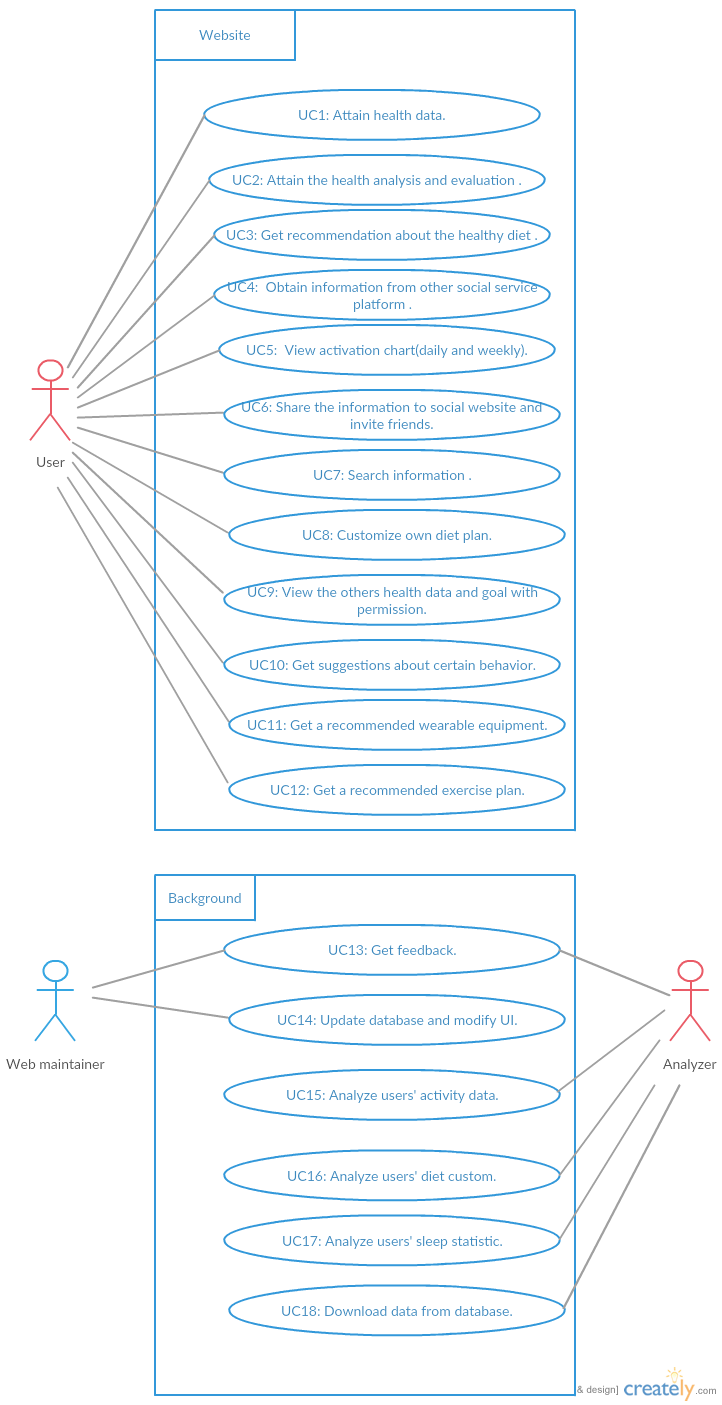 Website
UC1: Attain health data.
UC2: Attain the health analysis and evaluation .
UC3: Get recommendation about the healthy diet .
UC4:  Obtain information from other social service
platform .
UC5:  View activation chart(daily and weekly).
UC6: Share the information to social website and
invite friends.
User
UC7: Search information .
UC8: Customize own diet plan.
UC9: View the others health data and goal with
permission.
UC10: Get suggestions about certain behavior.
UC11: Get a recommended wearable equipment.
UC12: Get a recommended exercise plan.
Background
UC13: Get feedback.
UC14: Update database and modify UI.
Web maintainer
Analyzer
UC15: Analyze users' activity data.
UC16: Analyze users' diet custom.
UC17: Analyze users' sleep statistic.
UC18: Download data from database.
& design] creately.com